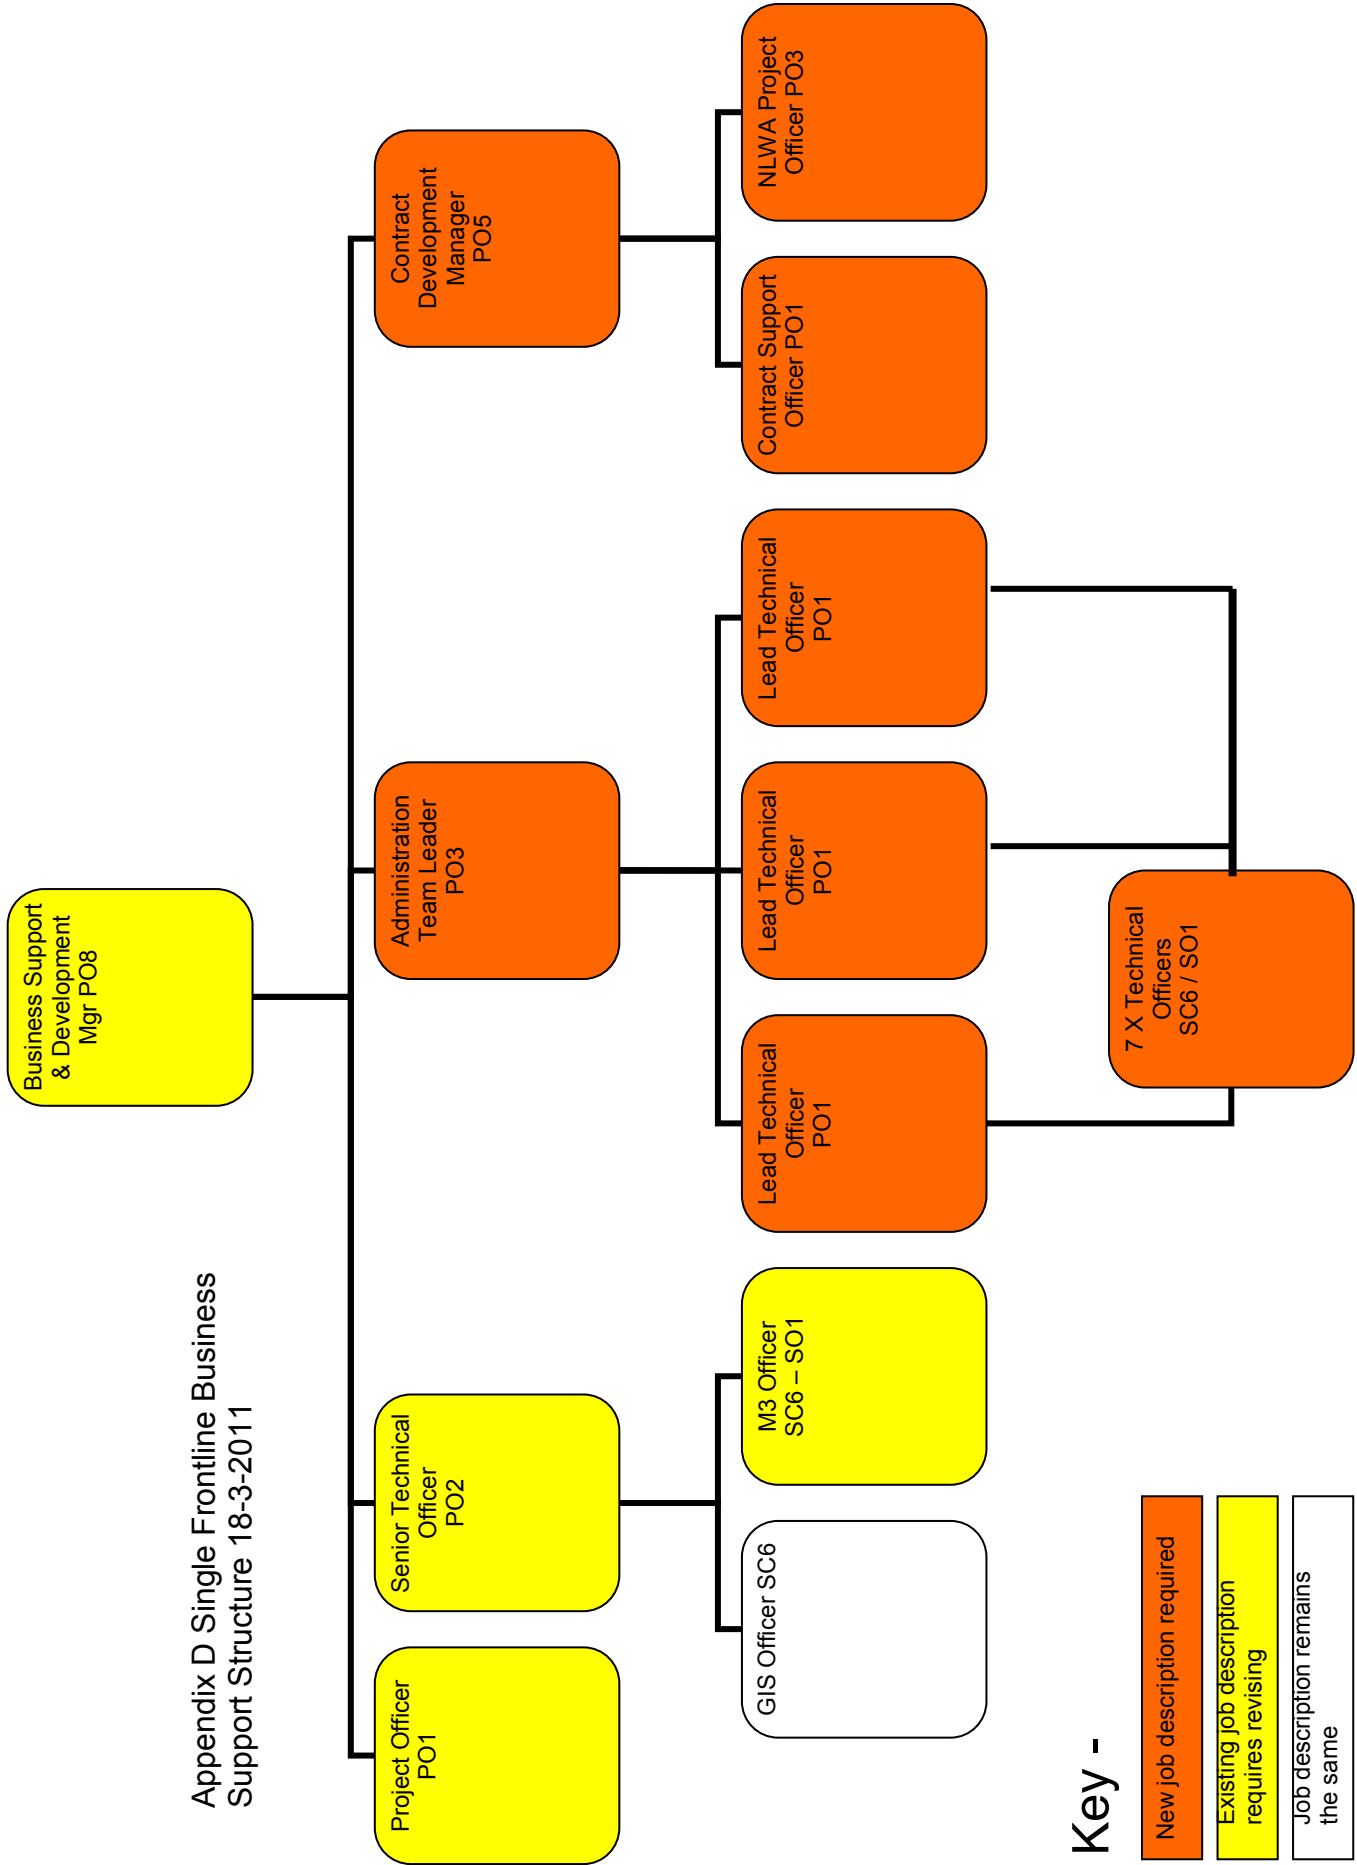 Appendix D Single Frontline Business
Support Structure 18-3-2011
Business Support
& Development
Mgr PO8
Project Officer
PO1
Senior Technical
Officer
PO2
Administration
Team Leader
PO3
Contract
Development
Manager
PO5
GIS Officer SC6
M3 Officer
SC6 – SO1
Lead Technical
Officer
PO1
Lead Technical
Officer
PO1
Lead Technical
Officer
PO1
Contract Support
Officer PO1
NLWA Project
Officer PO3
7 X Technical
Officers
SC6 / SO1
Key -
New job description required
Existing job description
requires revising
Job description remains
the same